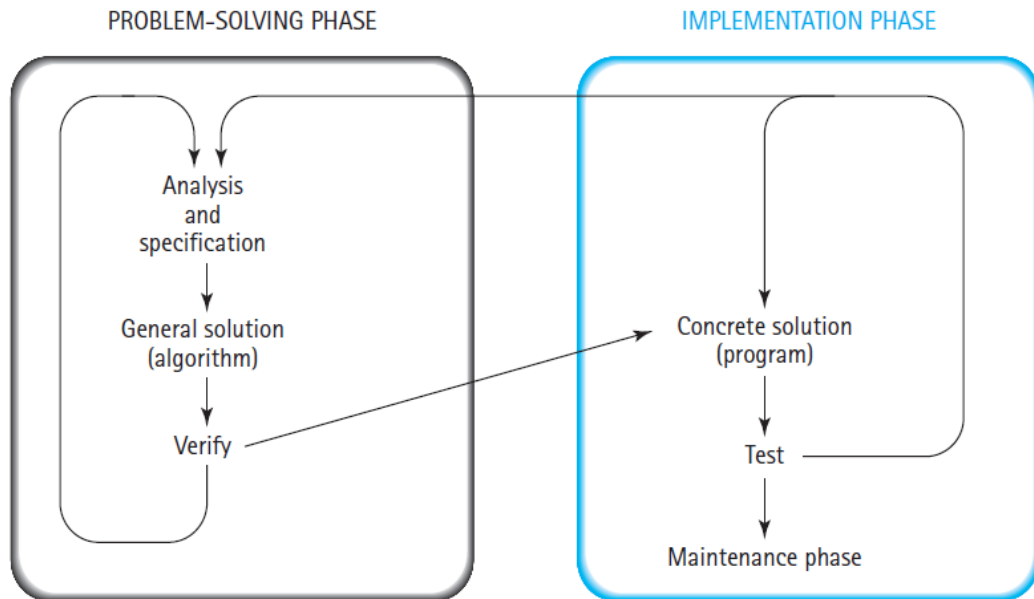 PROBLEM-SOLVING PHASE
Analysis
and
specification
General solution
(algorithm)
Verify
IMPLEMENTATION PHASE
Concrete solution
(program)
Test
Maintenance phase